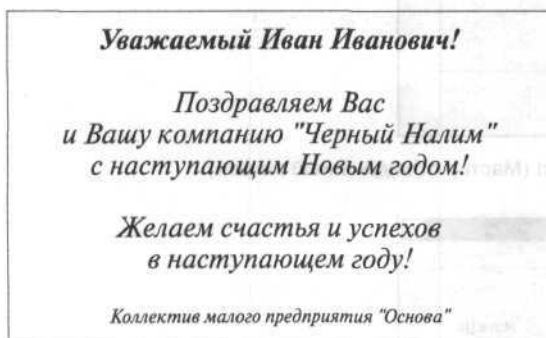 Уважаемый Иван Иванович!
Поздравляем Вас
и Вашу компанию "Черный Налим"
с наступающим Новым годом!
Желаем счастья и успехов
в наступающем году!
Коллектив малого предприятия "Основа"